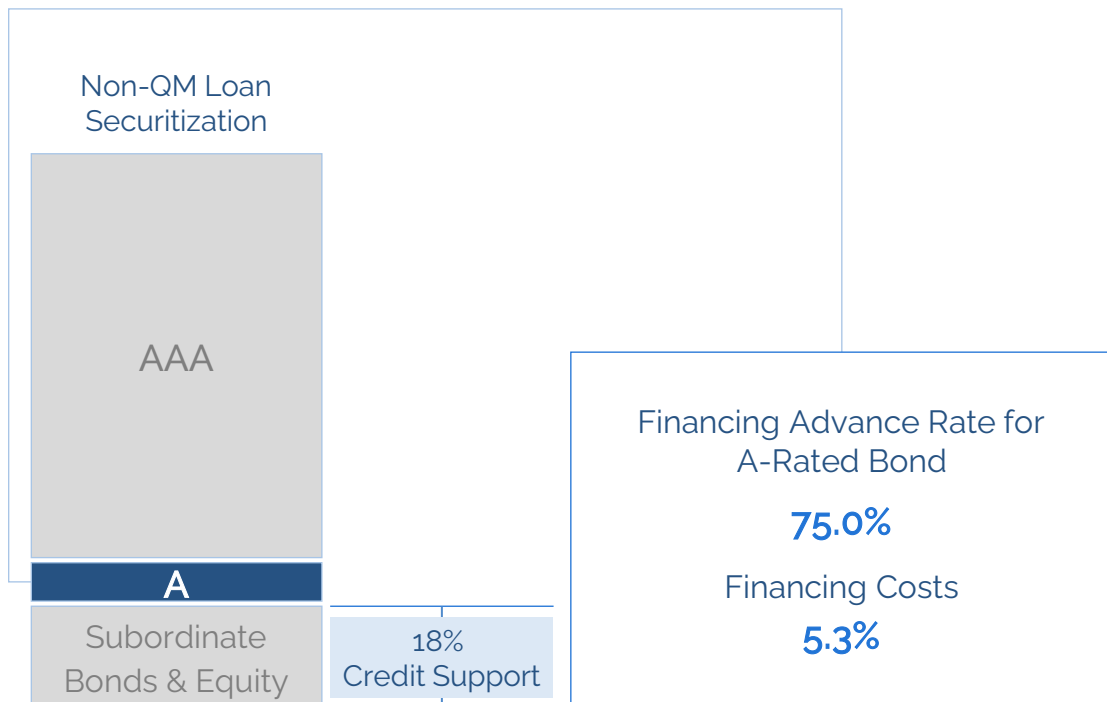 Non-QM Loan
Securitization
AAA
A
Subordinate
Bonds & Equity
18%
Credit Support
Financing Advance Rate for
A-Rated Bond
75.0%
Financing Costs
5.3%